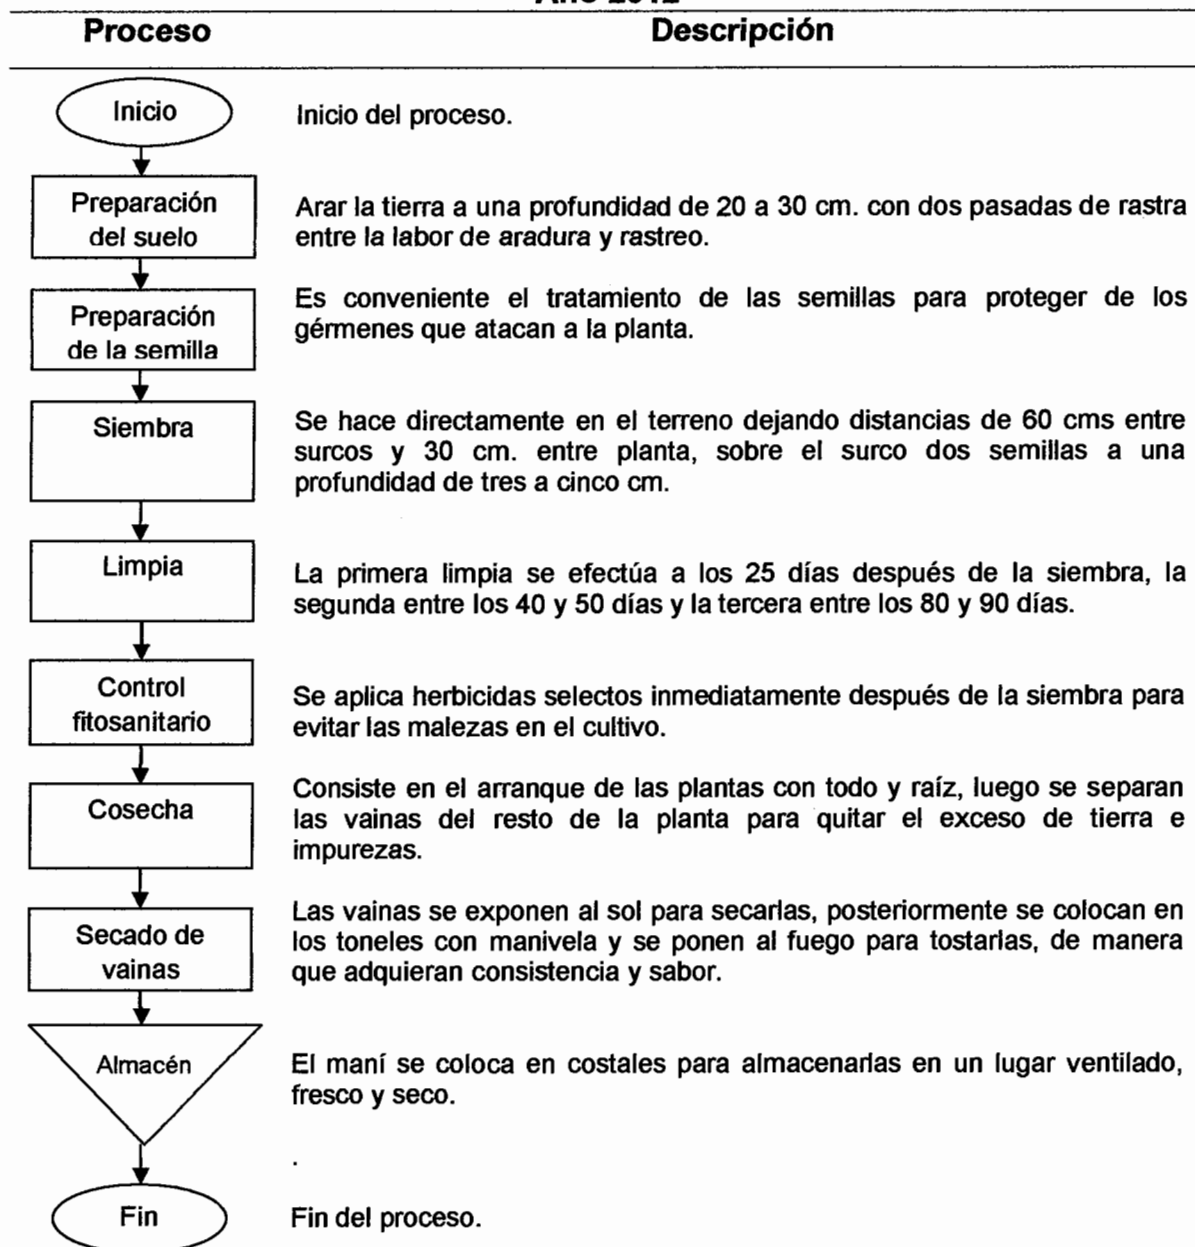 Año 2012
Proceso
Descripción
Inicio
Inicio del proceso.
Preparación
del suelo
Arar la tierra a una profundidad de 20 a 30 cm. con dos pasadas de rastra
entre la labor de aradura y rastreo.
Preparación
de la semilla
Es conveniente el tratamiento de las semillas para proteger de los
gérmenes que atacan a la planta.
Siembra
Se hace directamente en el terreno dejando distancias de 60 cms entre
surcos y 30 cm. entre planta, sobre el surco dos semillas a una
profundidad de tres a cinco cm.
Limpia
La primera limpia se efectúa a los 25 días después de la siembra, la
segunda entre los 40 y 50 días y la tercera entre los 80 y 90 días.
Control
fitosanitario
Se aplica herbicidas selectos inmediatamente después de la siembra para
evitar las malezas en el cultivo.
Cosecha
Consiste en el arranque de las plantas con todo y raíz, luego se separan
las vainas del resto de la planta para quitar el exceso de tierra e
impurezas.
Secado de
vainas
Las vainas se exponen al sol para secarlas, posteriormente se colocan en
los toneles con manivela y se ponen al fuego para tostarlas, de manera
que adquieran consistencia y sabor.
Almacén
El maní se coloca en costales para almacenarlas en un lugar ventilado,
fresco y seco.
.
Fin
Fin del proceso.